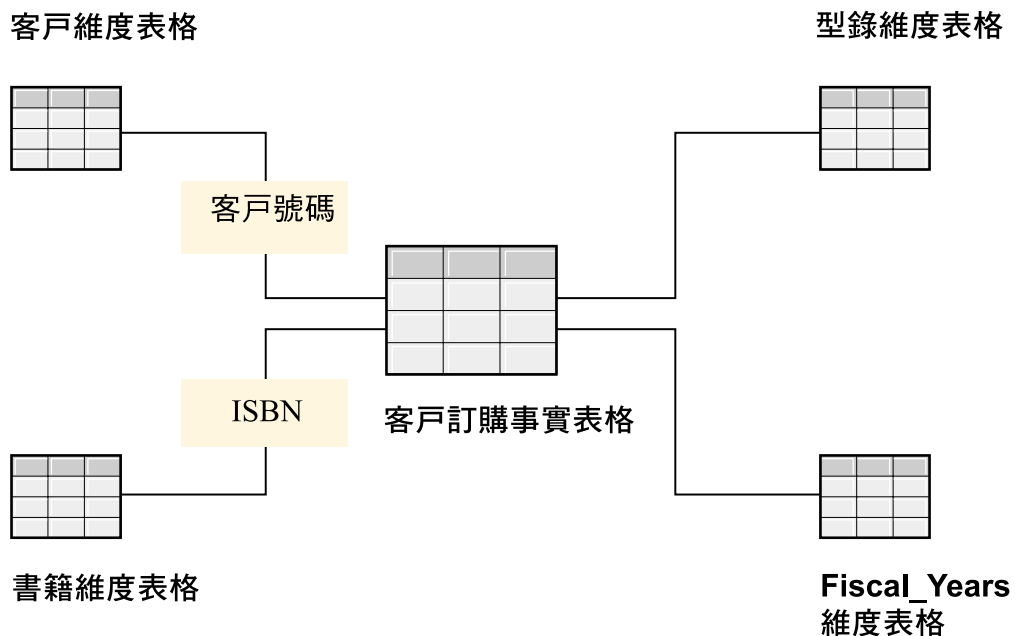 客戶維度表格
型錄維度表格
客戶號碼
ISBN
客戶訂購事實表格
書籍維度表格
Fiscal_Years
維度表格